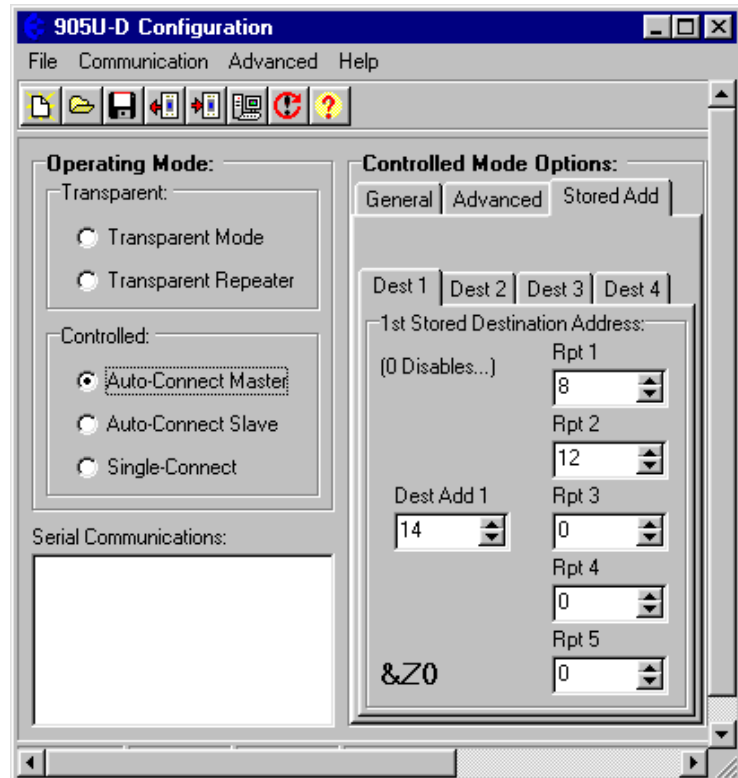 905U-D Configuration
File Communication Advanced Help
Operating Mode:
Transparent:
Transparent Mode
Transparent Repeater
Controlled:
Auto-Connect Master
Auto-Connect Slave
Single-Connect
Serial Communications:
Controlled Mode Options:
General Advanced Stored Add
Dest 1 Dest 2 Dest 3 Dest 4
1st Stored Destination Address:
(0 Disables...)
Rpt 1
8
Rpt 2
12
Dest Add 1
14
Rpt 3
0
Rpt 4
0
Rpt 5
0
&Z0